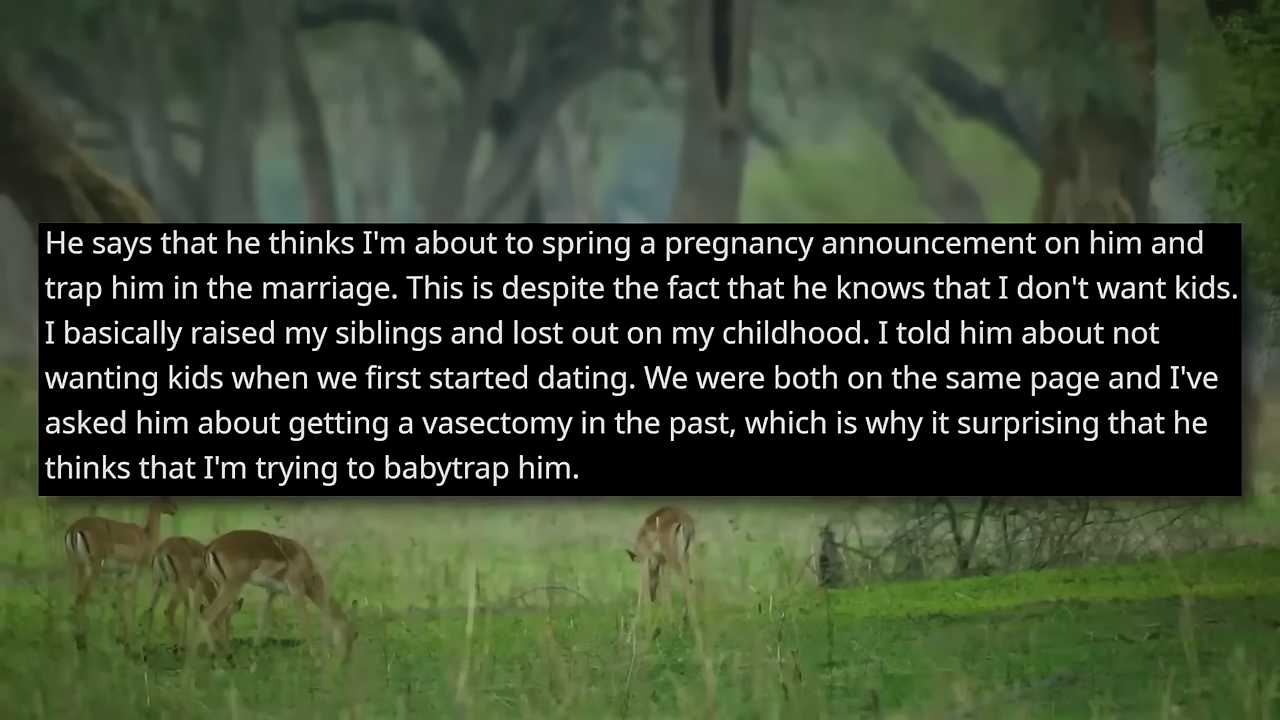 He says that he thinks I'm about to spring a pregnancy announcement on him and
trap him in the marriage. This is despite the fact that he knows that I don't want kids.
I basically raised my siblings and lost out on my childhood. I told him about not
wanting kids when we first started dating. We were both on the same page and I've
asked him about getting a vasectomy in the past, which is why it surprising that he
thinks that I'm trying to babytrap him.